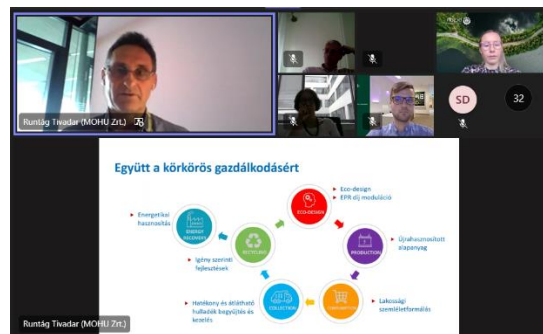 Runtág Tivadar (MOHU Zrt.)
SD
32
Együtt a körkörös gazdálkodásért
Eco-design
EPR díj moduláció
ECO-DESIGN
Energetikai
hasznosítás
ENERGY
RECOVERY
RECYCLING
PRODUCTION
Újrahasznosított
alapanyag
Igény szerinti
fejlesztések
Hatékony és átlátható
hulladék begyűjtés és
kezelés
COLLECTION
CONSUMPTION
Lakossági
szemléletformálás
Runtág Tivadar (MOHU Zrt.)